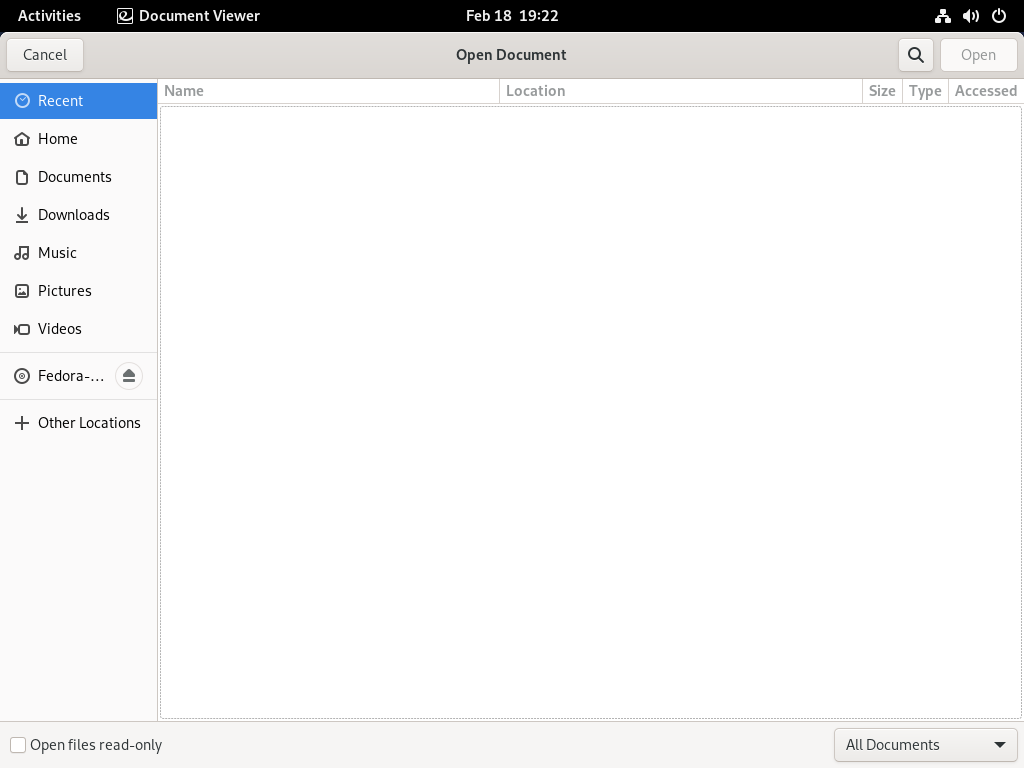 Activities Document Viewer Feb 18 19:22
Cancel Open Document Open
Name Location Size Type Accessed
Recent
Home
Documents
Downloads
Music
Pictures
Videos
Fedora-...
Other Locations
Open files read-only All Documents